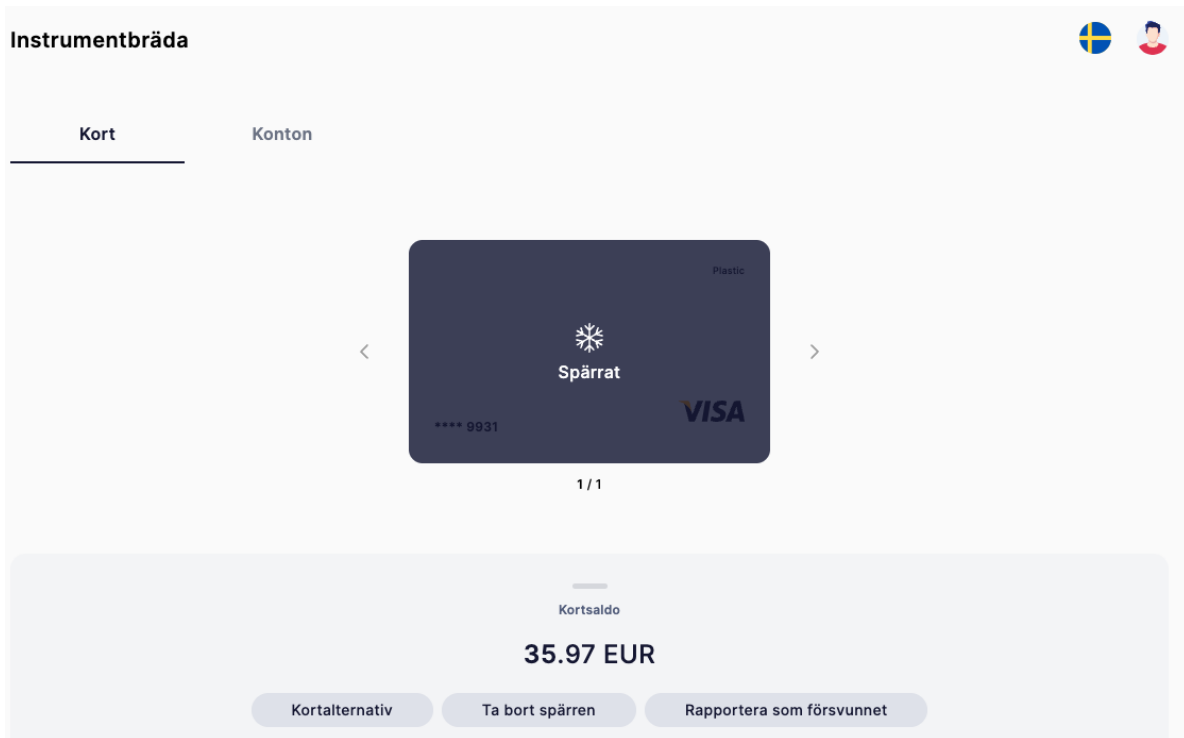 Instrumentbräda
Kort Konton
Plastic
Spärrat
VISA
**** 9931
1 / 1
Kortsaldo
35.97 EUR
Kortalternativ Ta bort spärren Rapportera som försvunnet